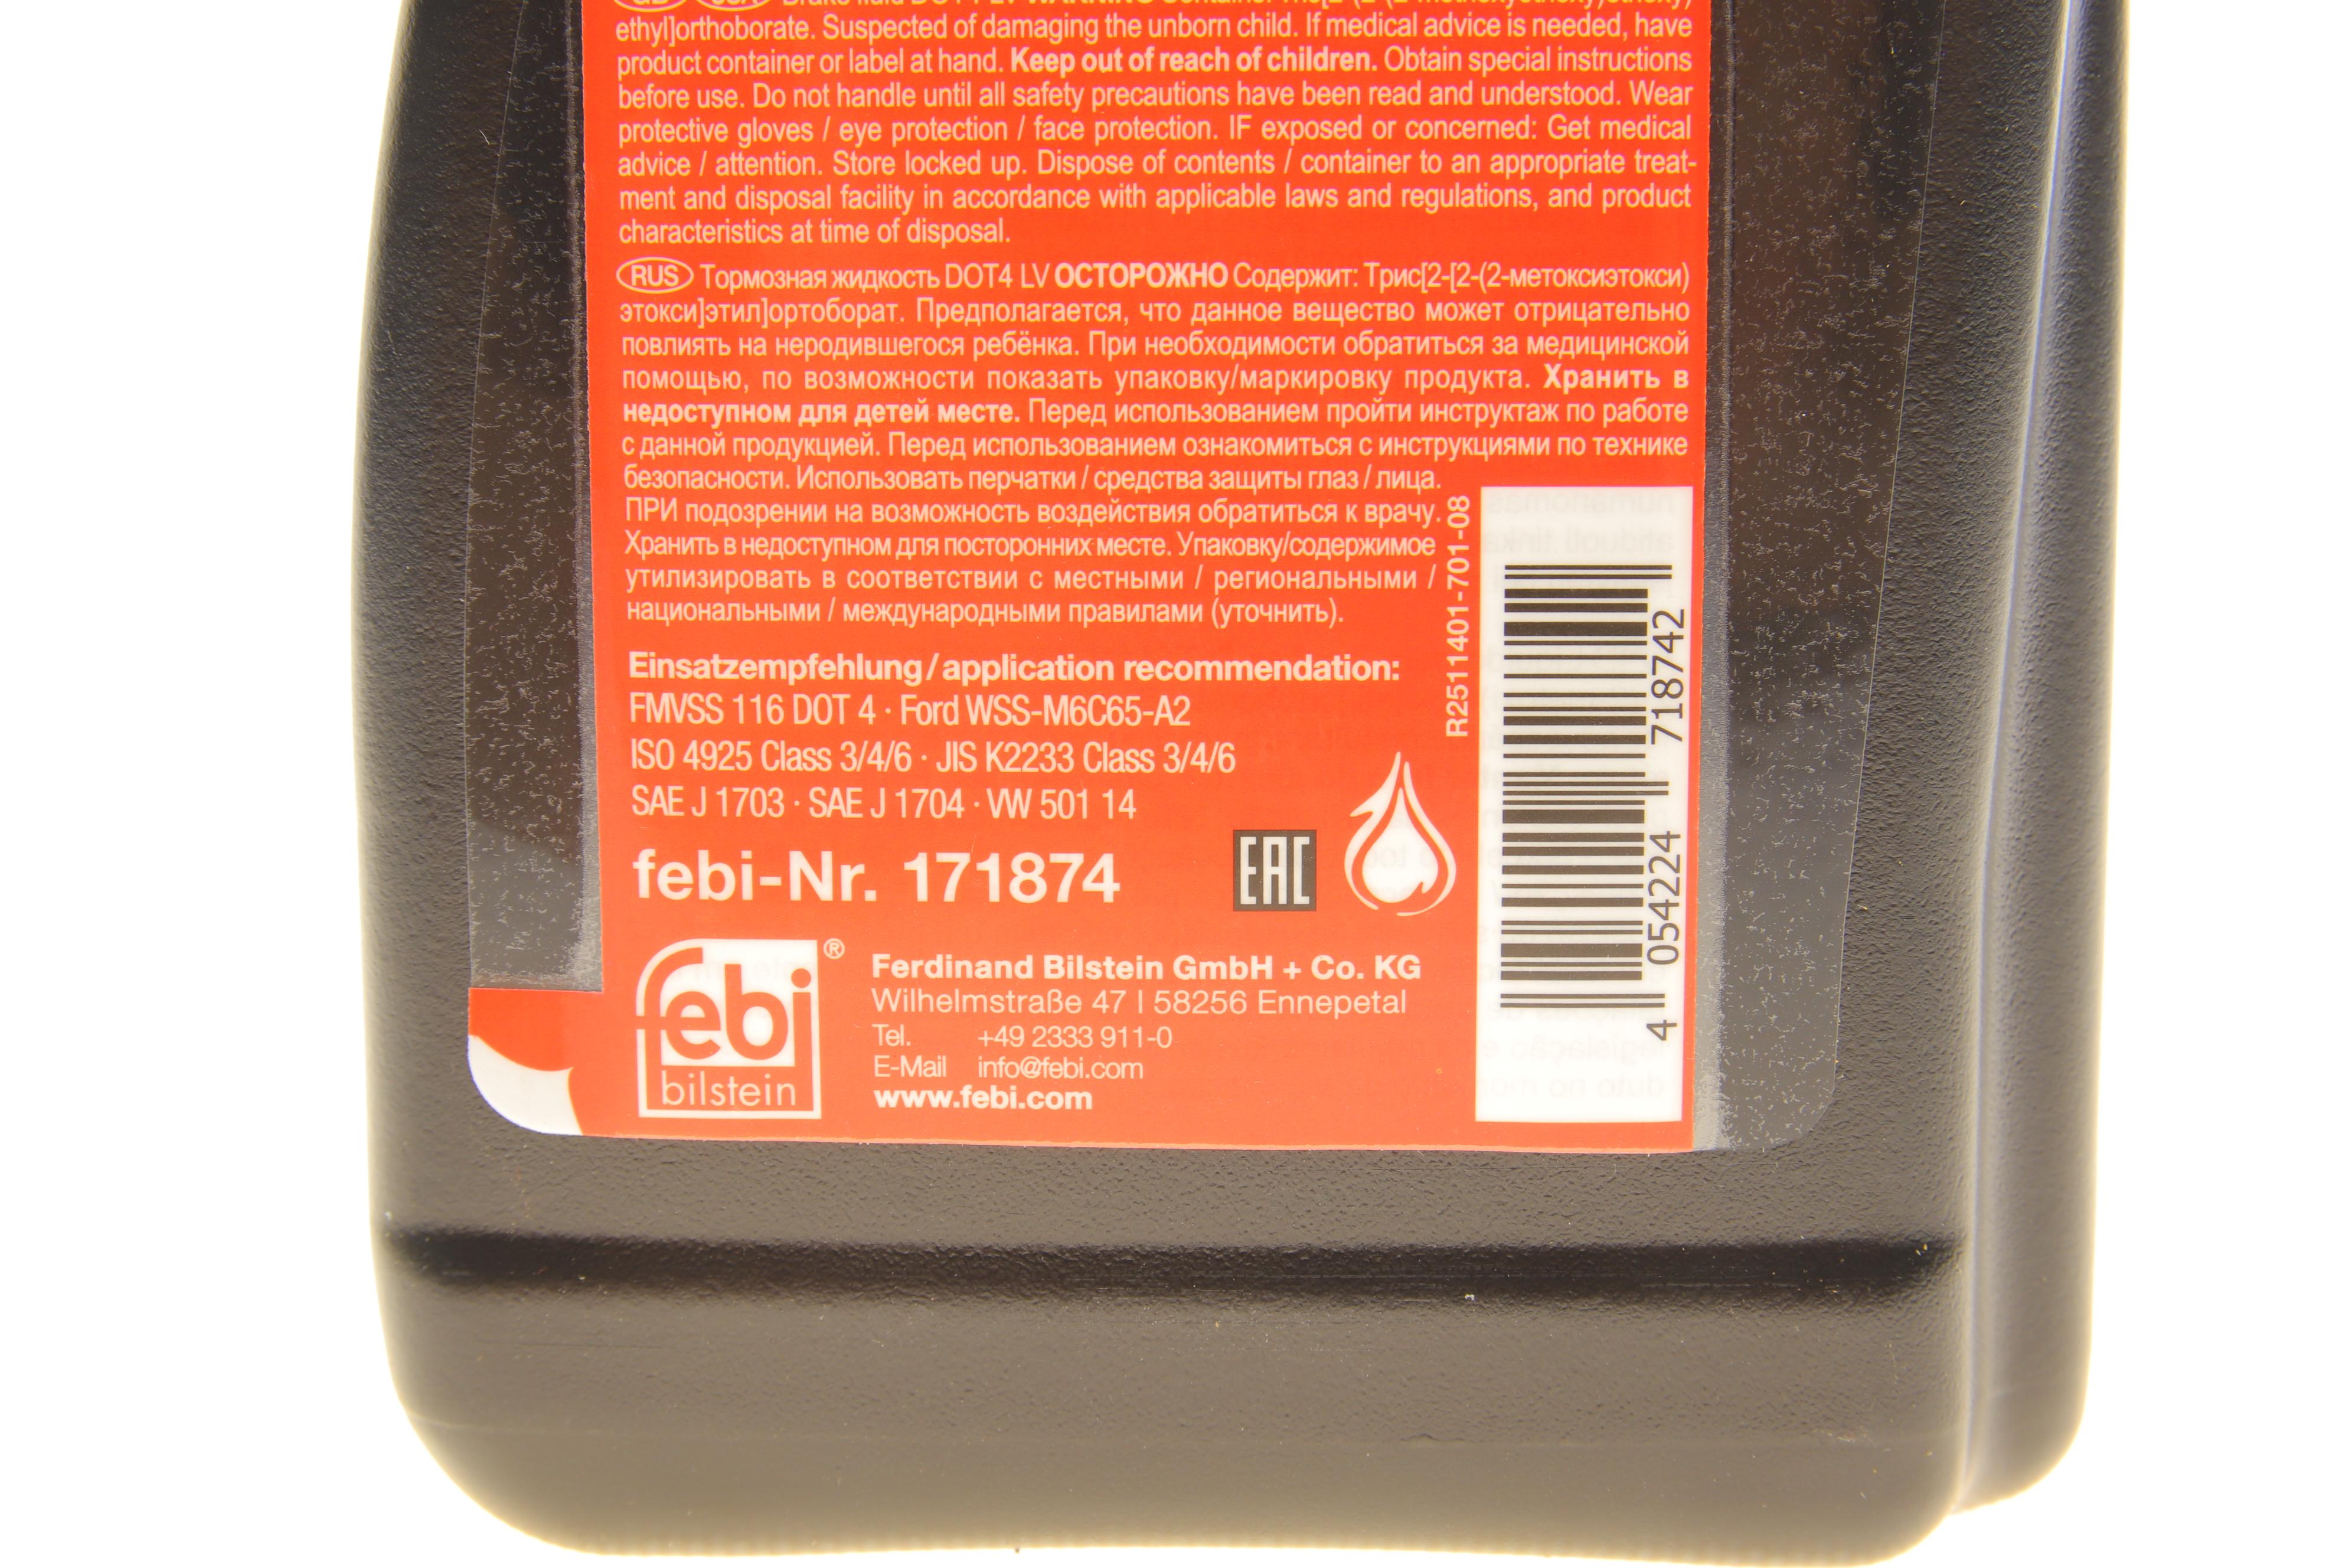 ethyl]orthoborate. Suspected of damaging the unborn child. If medical advice is needed, have
product container or label at hand. Keep out of reach of children. Obtain special instructions
before use. Do not handle until all safety precautions have been read and understood. Wear
protective gloves / eye protection / face protection. IF exposed or concerned: Get medical
advice / attention. Store locked up. Dispose of contents / container to an appropriate treat-
ment and disposal facility in accordance with applicable laws and regulations, and product
characteristics at time of disposal.
RUS Тормозная жидкость DOT4 LV ОСТОРОЖНО Содержит: Трис[2-[2-(2-метоксиэтокси)
этокси]этил]ортоборат. Предполагается, что данное вещество может отрицательно
повлиять на неродившегося ребёнка. При необходимости обратиться за медицинской
помощью, по возможности показать упаковку/маркировку продукта. Хранить в
недоступном для детей месте. Перед использованием пройти инструктаж по работе
с данной продукцией. Перед использованием ознакомиться с инструкциями по технике
безопасности. Использовать перчатки / средства защиты глаз / лица.
ПРИ подозрении на возможность воздействия обратиться к врачу.
Хранить в недоступном для посторонних месте. Упаковку/содержимое
утилизировать в соответствии с местными / региональными /
национальными / международными правилами (уточнить).
R2511401-701-08
Einsatzempfehlung / application recommendation:
FMVSS 116 DOT 4 · Ford WSS-M6C65-A2
ISO 4925 Class 3/4/6 · JIS K2233 Class 3/4/6
SAE J 1703 · SAE J 1704 · VW 501 14
febi-Nr. 171874
EAC
4 054224 718742
febi ®
bilstein
Ferdinand Bilstein GmbH + Co. KG
Wilhelmstraße 47 | 58256 Ennepetal
Tel. +49 2333 911-0
E-Mail info@febi.com
www.febi.com